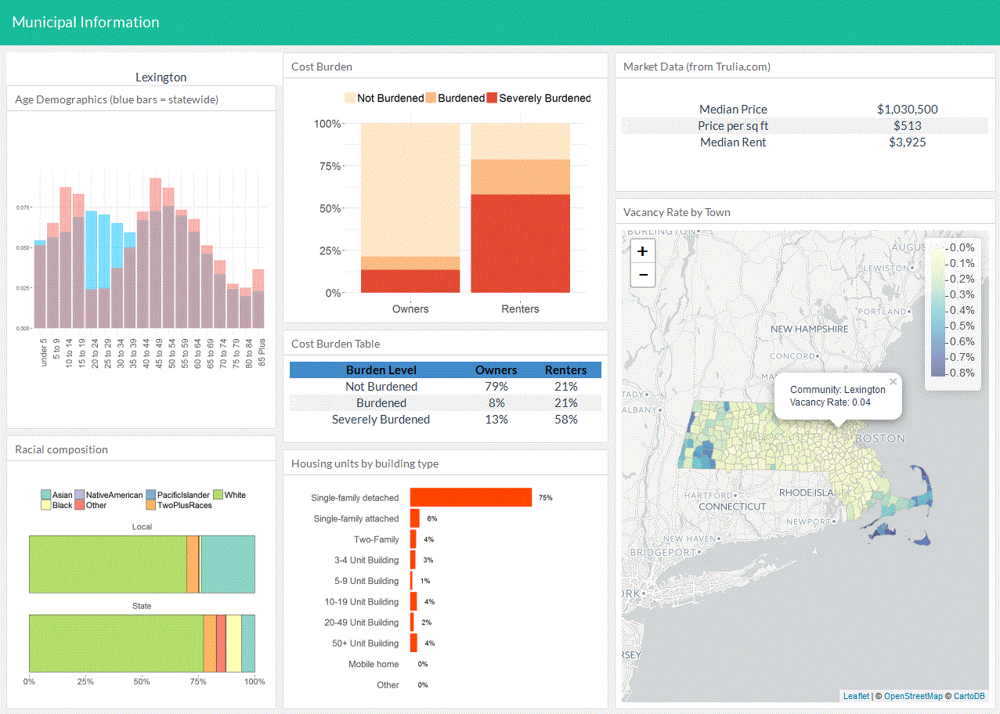 Municipal Information
Lexington
Age Demographics (blue bars = statewide)
0.075
0.050
0.025
0.000
under 5
5 to 9
10 to 14
15 to 19
20 to 24
25 to 29
30 to 34
35 to 39
40 to 44
45 to 49
50 to 54
55 to 59
60 to 64
65 to 69
70 to 74
75 to 79
80 to 84
85 Plus
Racial composition
Asian NativeAmerican PacificIslander White
Black Other TwoPlusRaces
Local
State
0% 25% 50% 75% 100%
Cost Burden
Not Burdened Burdened Severely Burdened
100%
75%
50%
25%
0%
Owners Renters
Cost Burden Table
Burden Level Owners Renters
Not Burdened 79% 21%
Burdened 8% 21%
Severely Burdened 13% 58%
Housing units by building type
Single-family detached 75%
Single-family attached 6%
Two-Family 4%
3-4 Unit Building 3%
5-9 Unit Building 1%
10-19 Unit Building 4%
20-49 Unit Building 2%
50+ Unit Building 4%
Mobile home 0%
Other 0%
Market Data (from Trulia.com)
Median Price $1,030,500
Price per sq ft $513
Median Rent $3,925
Vacancy Rate by Town
BURLINGTON
+
−
AUGUSTA
LEWISTON
PORTLAND
NEW HAMPSHIRE
CONCORD
MA
TADY
ALBANY
0.0%
0.1%
0.2%
0.3%
0.4%
0.5%
0.6%
0.7%
0.8%
×
Community: Lexington
Vacancy Rate: 0.04
BOSTON
HARTFORD
RHODE ISLAN
CONNECTICUT
NEWPORT
NEW HAVEN
BRIDGEPORT
ORK
RSEY
Leaflet | © OpenStreetMap © CartoDB